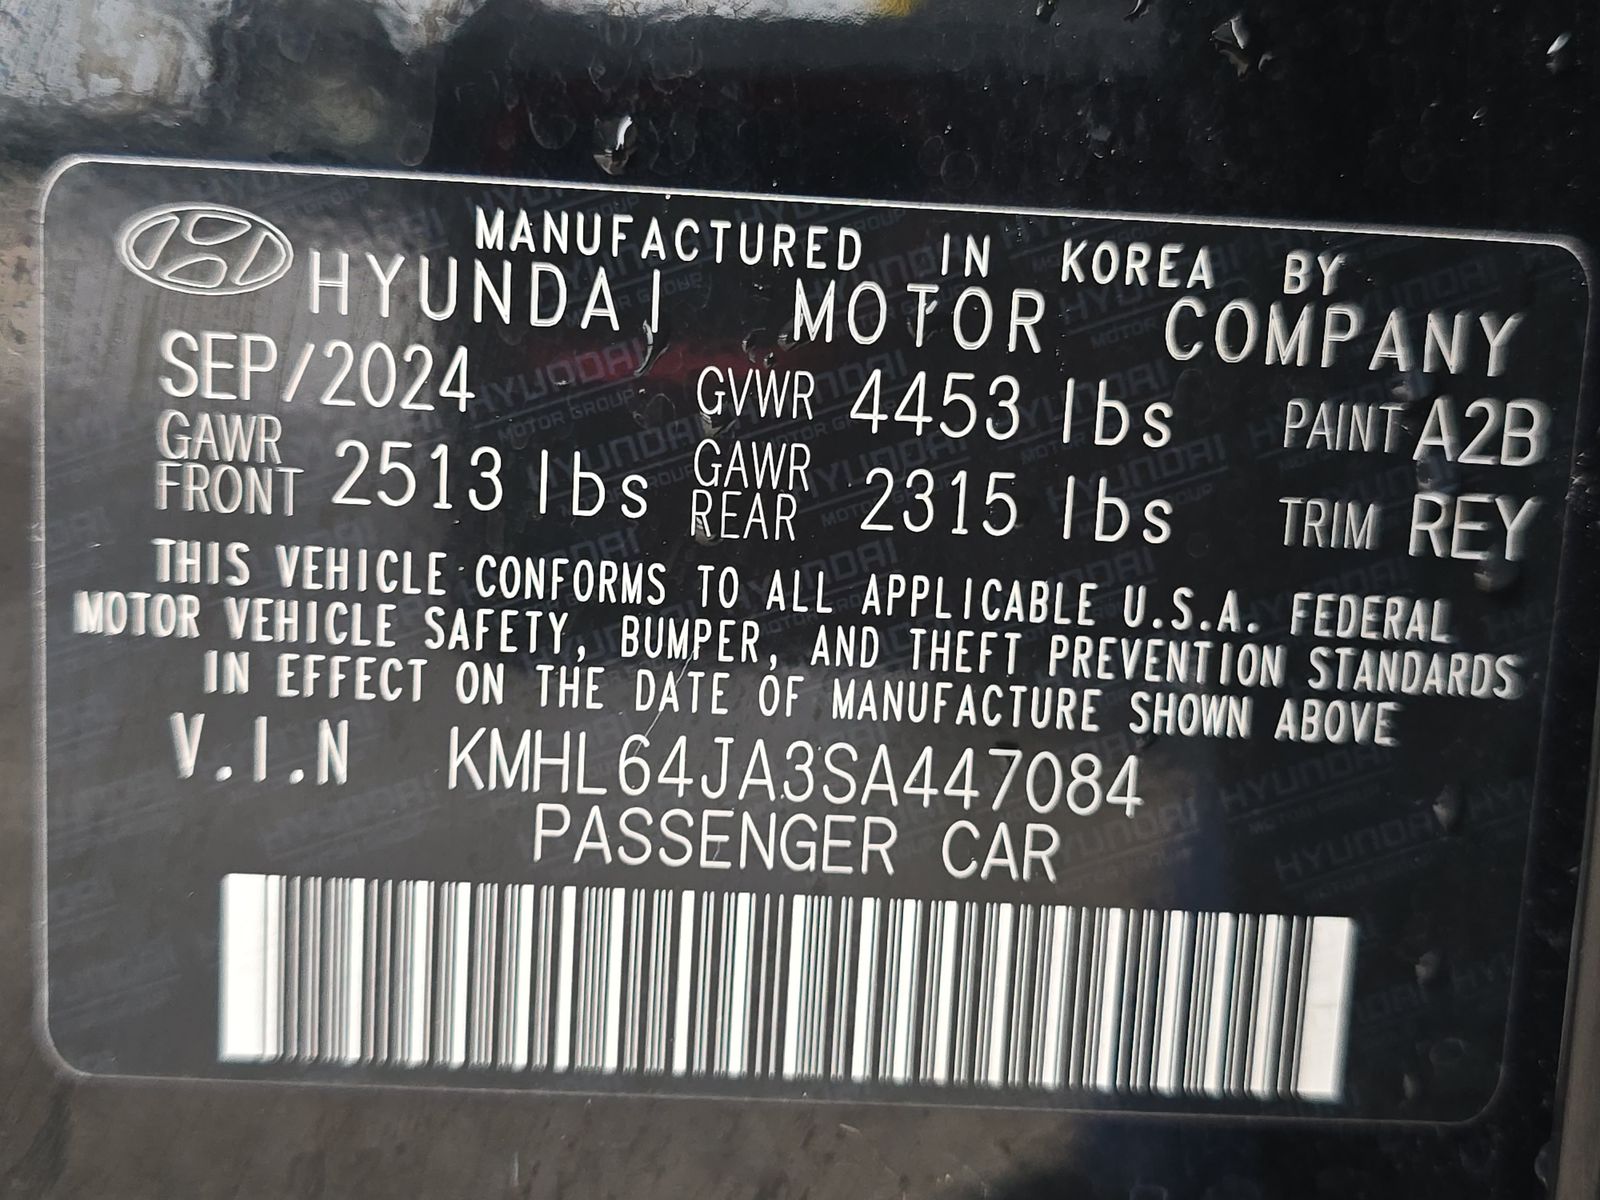 MANUFACTURED IN KOREA BY
HYUNDAI MOTOR COMPANY
SEP/2024 GVWR 4453 lbs PAINT A2B
GAWR FRONT 2513 lbs GAWR REAR 2315 lbs TRIM REY
THIS VEHICLE CONFORMS TO ALL APPLICABLE U.S.A. FEDERAL
MOTOR VEHICLE SAFETY, BUMPER, AND THEFT PREVENTION STANDARDS
IN EFFECT ON THE DATE OF MANUFACTURE SHOWN ABOVE
V.I.N KMHL64JA3SA447084
PASSENGER CAR